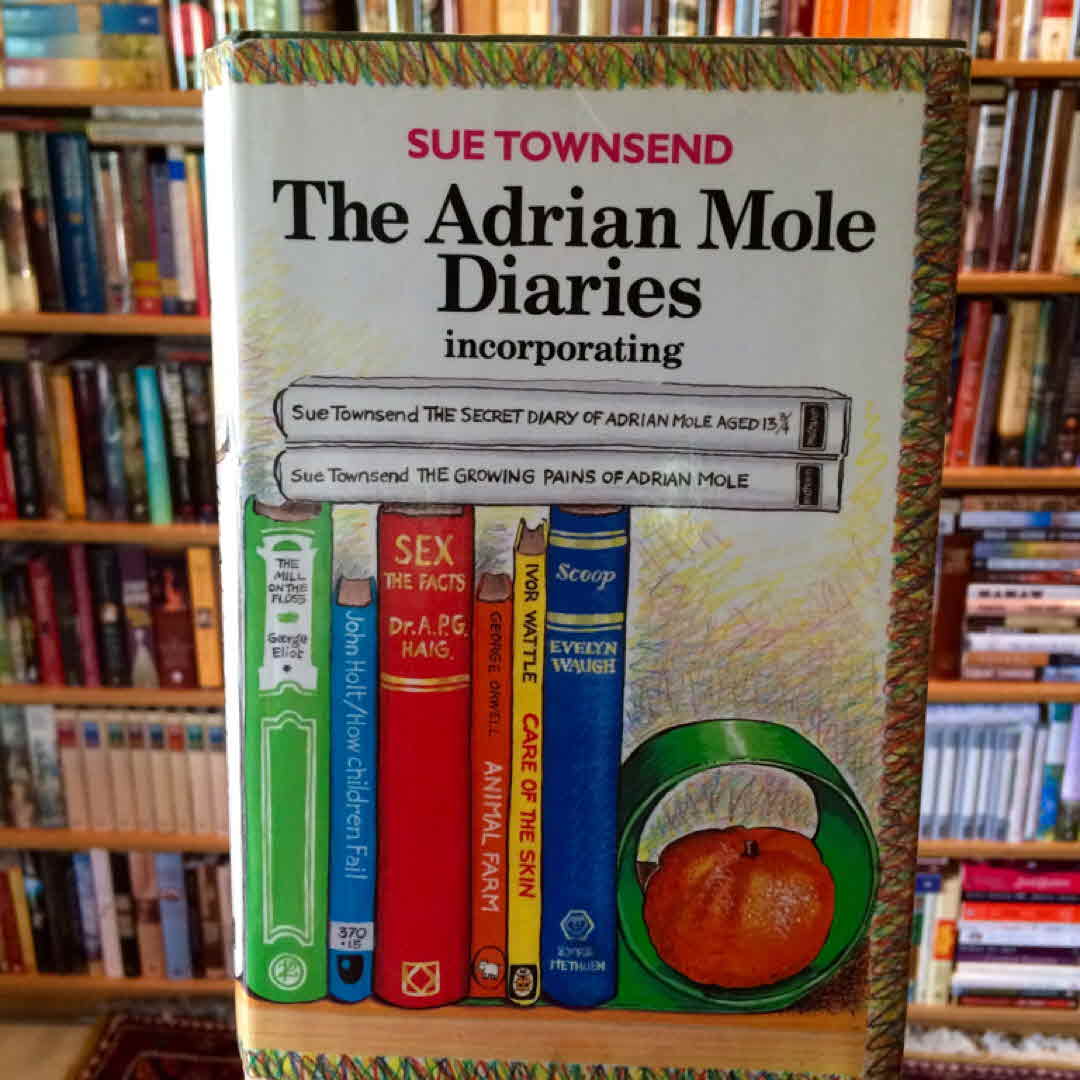 SUE TOWNSEND
The Adrian Mole
Diaries
incorporating
Sue Townsend THE SECRET DIARY OF ADRIAN MOLE AGED 13¾
Sue Townsend THE GROWING PAINS OF ADRIAN MOLE
THE
MILL
ON THE
FLOSS
George
Eliot
John Holt/How children Fail
370
·15
SEX
THE FACTS
Dr. A.P.G.
HAIG.
GEORGE ORWELL ANIMAL FARM
IVOR WATTLE CARE OF THE SKIN
Scoop
EVELYN
WAUGH
METHUEN